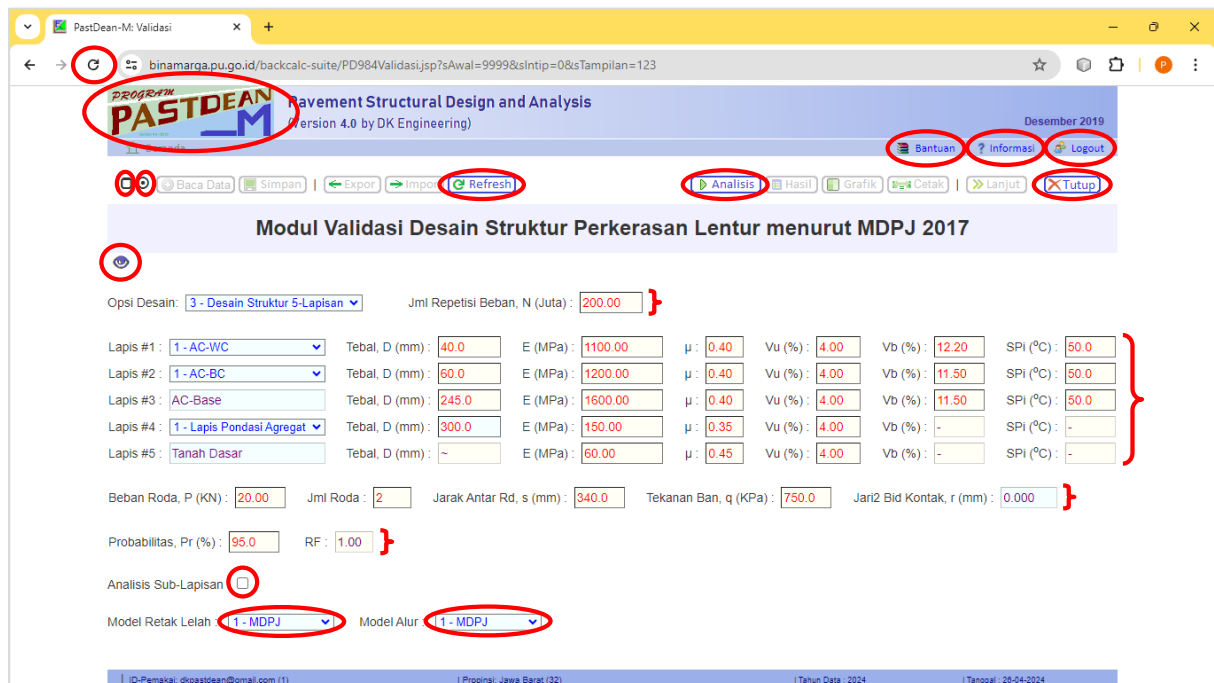 PastDean-M: Validasi
binamarga.pu.go.id/backcalc-suite/PD984Validasi.jsp?sAwal=9999&sIntip=0&sTampilan=123
P
PROGRAM
PASTDEAN
_M
Pavement Structural Design and Analysis
(Version 4.0 by DK Engineering)
Desember 2019
Beranda
Bantuan ? Informasi Logout
Baca Data Simpan | Export Import Refresh Analisis Hasil Grafik Cetak | Lanjut Tutup
Modul Validasi Desain Struktur Perkerasan Lentur menurut MDPJ 2017
Opsi Desain: 3 - Desain Struktur 5-Lapisan Jml Repetisi Beban, N (Juta) : 200.00
Lapis #1 : 1 - AC-WC Tebal, D (mm) : 40.0 E (MPa) : 1100.00 μ : 0.40 Vu (%) : 4.00 Vb (%) : 12.20 SPi (⁰C) : 50.0
Lapis #2 : 1 - AC-BC Tebal, D (mm) : 60.0 E (MPa) : 1200.00 μ : 0.40 Vu (%) : 4.00 Vb (%) : 11.50 SPi (⁰C) : 50.0
Lapis #3 : AC-Base Tebal, D (mm) : 245.0 E (MPa) : 1600.00 μ : 0.40 Vu (%) : 4.00 Vb (%) : 11.50 SPi (⁰C) : 50.0
Lapis #4 : 1 - Lapis Pondasi Agregat Tebal, D (mm) : 300.0 E (MPa) : 150.00 μ : 0.35 Vu (%) : 4.00 Vb (%) : - SPi (⁰C) : -
Lapis #5 : Tanah Dasar Tebal, D (mm) : ~ E (MPa) : 60.00 μ : 0.45 Vu (%) : 4.00 Vb (%) : - SPi (⁰C) : -
Beban Roda, P (KN) : 20.00 Jml Roda : 2 Jarak Antar Rd, s (mm) : 340.0 Tekanan Ban, q (KPa) : 750.0 Jari2 Bid Kontak, r (mm) : 0.000
Probabilitas, Pr (%) : 95.0 RF : 1.00
Analisis Sub-Lapisan
Model Retak Lelah : 1 - MDPJ Model Alur : 1 - MDPJ
| ID-Pemakai: dkpastdean@gmail.com (1) | Propinsi: Jawa Barat (32) | Tahun Data : 2024 | Tanggal : 28-04-2024